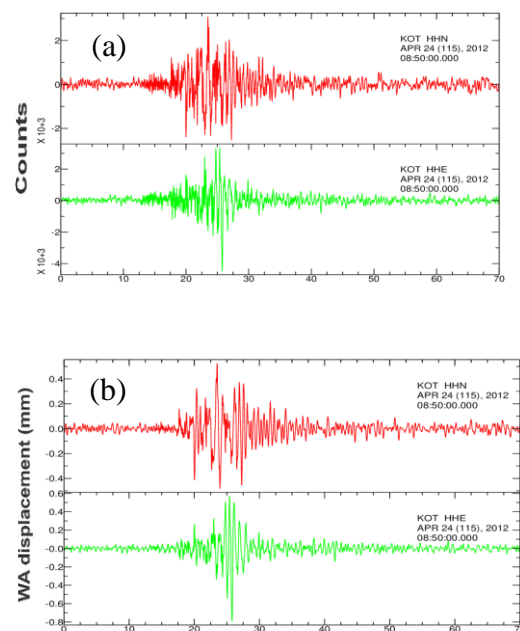 (a)
KOT HHN
APR 24 (115), 2012
08:50:00.000
2
0
-2
X 10+3
Counts
KOT HHE
APR 24 (115), 2012
08:50:00.000
2
0
-2
-4
X 10+3
0 10 20 30 40 50 60 70
(b)
KOT HHN
APR 24 (115), 2012
08:50:00.000
0.4
0.2
0.0
-0.2
-0.4
WA displacement (mm)
KOT HHE
APR 24 (115), 2012
08:50:00.000
0.6
0.4
0.2
0.0
-0.2
-0.4
-0.6
-0.8
0 10 20 30 40 50 60 70